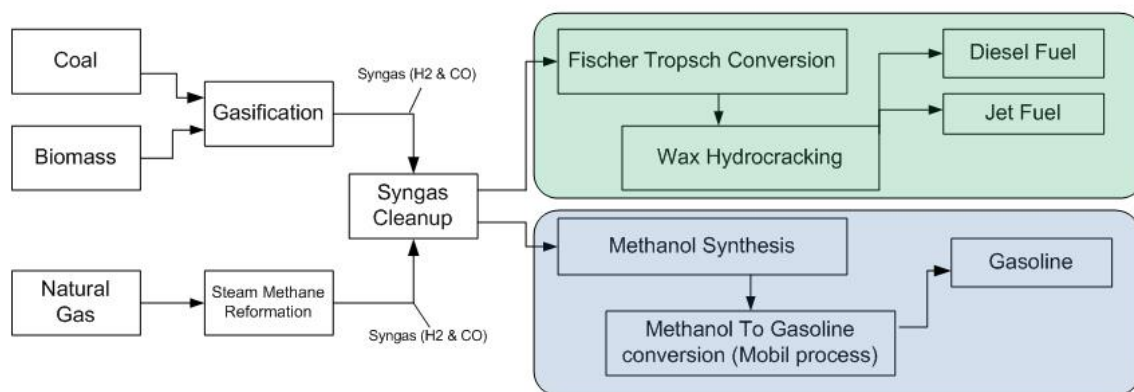 Coal
Biomass
Gasification
Syngas (H2 & CO)
Natural
Gas
Steam Methane
Reformation
Syngas (H2 & CO)
Syngas
Cleanup
Fischer Tropsch Conversion
Wax Hydrocracking
Diesel Fuel
Jet Fuel
Methanol Synthesis
Methanol To Gasoline
conversion (Mobil process)
Gasoline